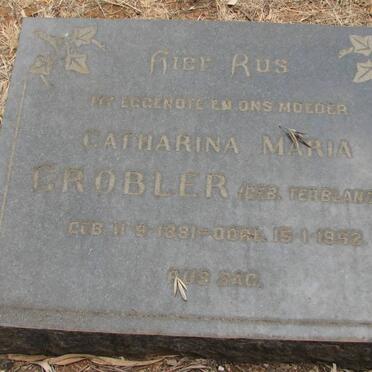 Hier Rus
MY EGGENOTE EN ONS MOEDER
CATHARINA MARIA
GROBLER (GEB.
GEB. 11-9-1891 – OORL. 15-1-1952.
RUS SAG.